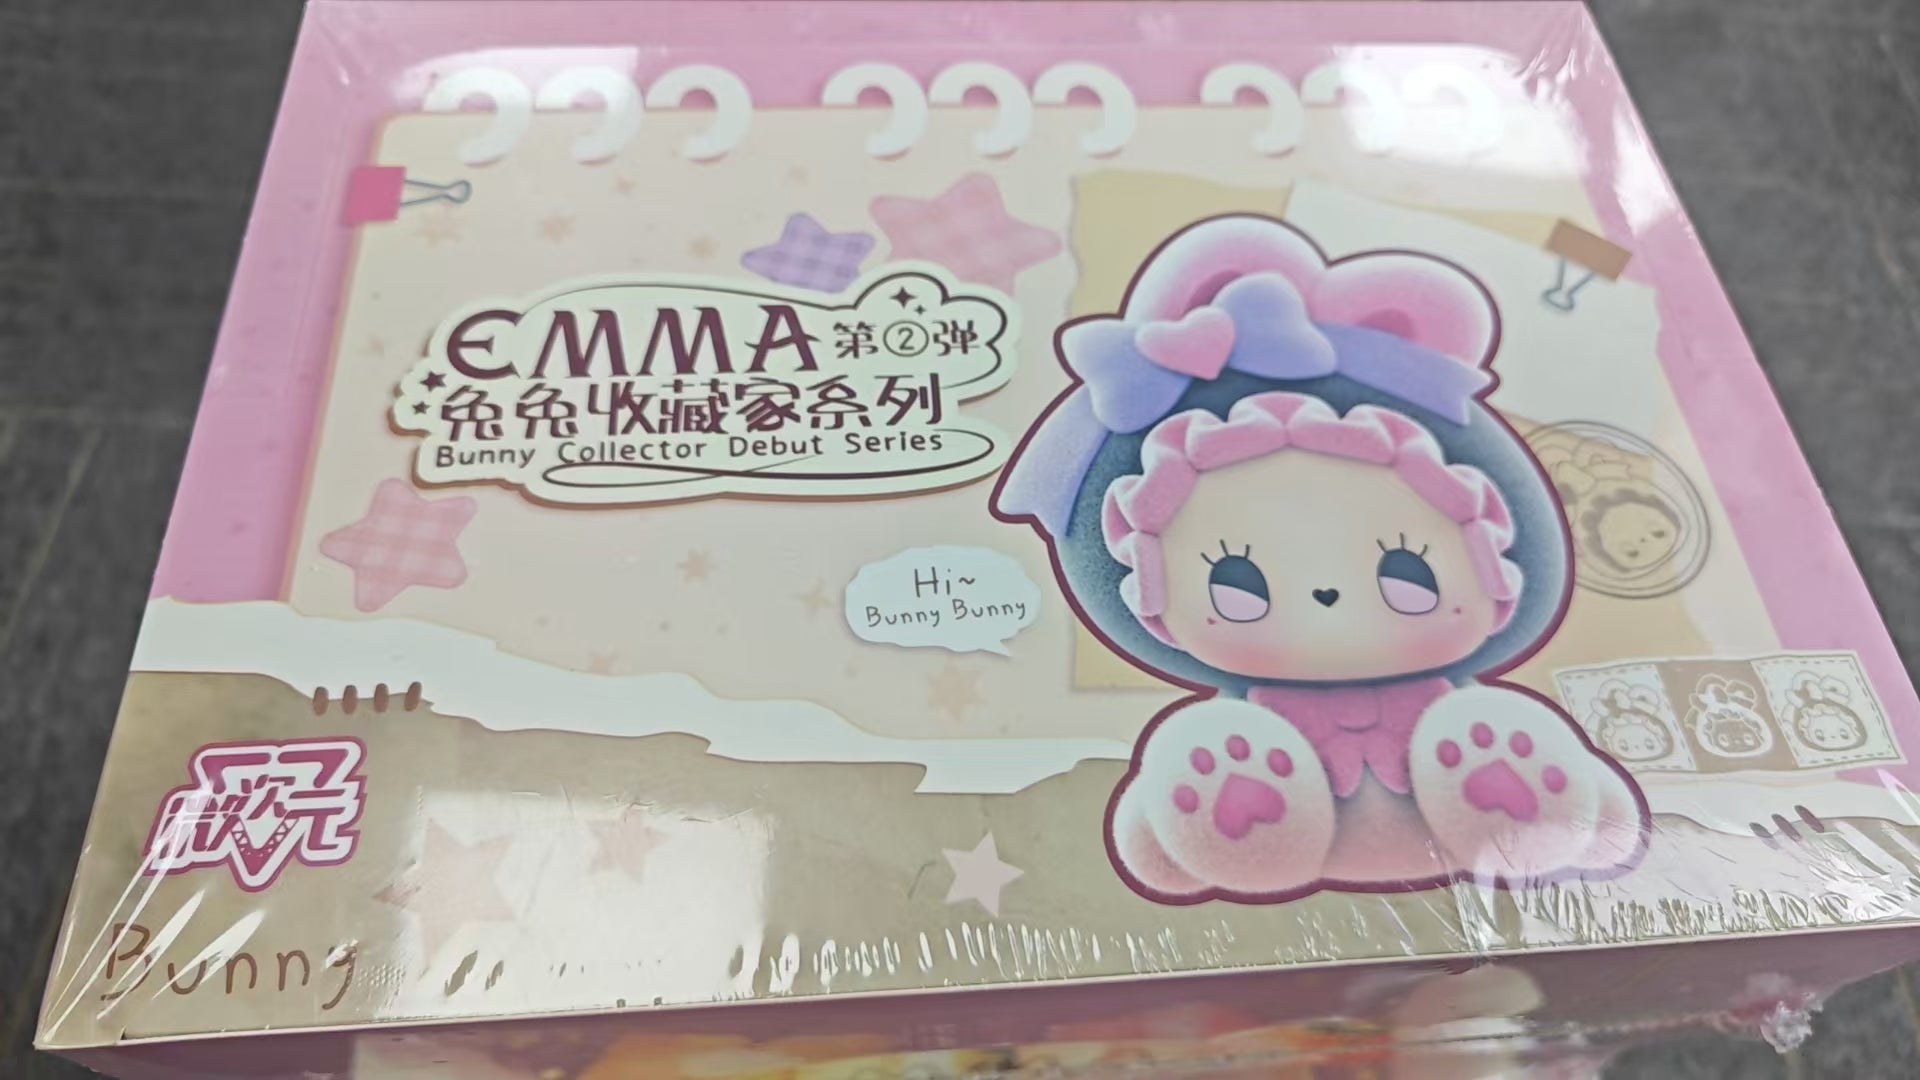 EMMA 第②弹
兔兔收藏家系列
Bunny Collector Debut Series
Hi~
Bunny Bunny
Bunny